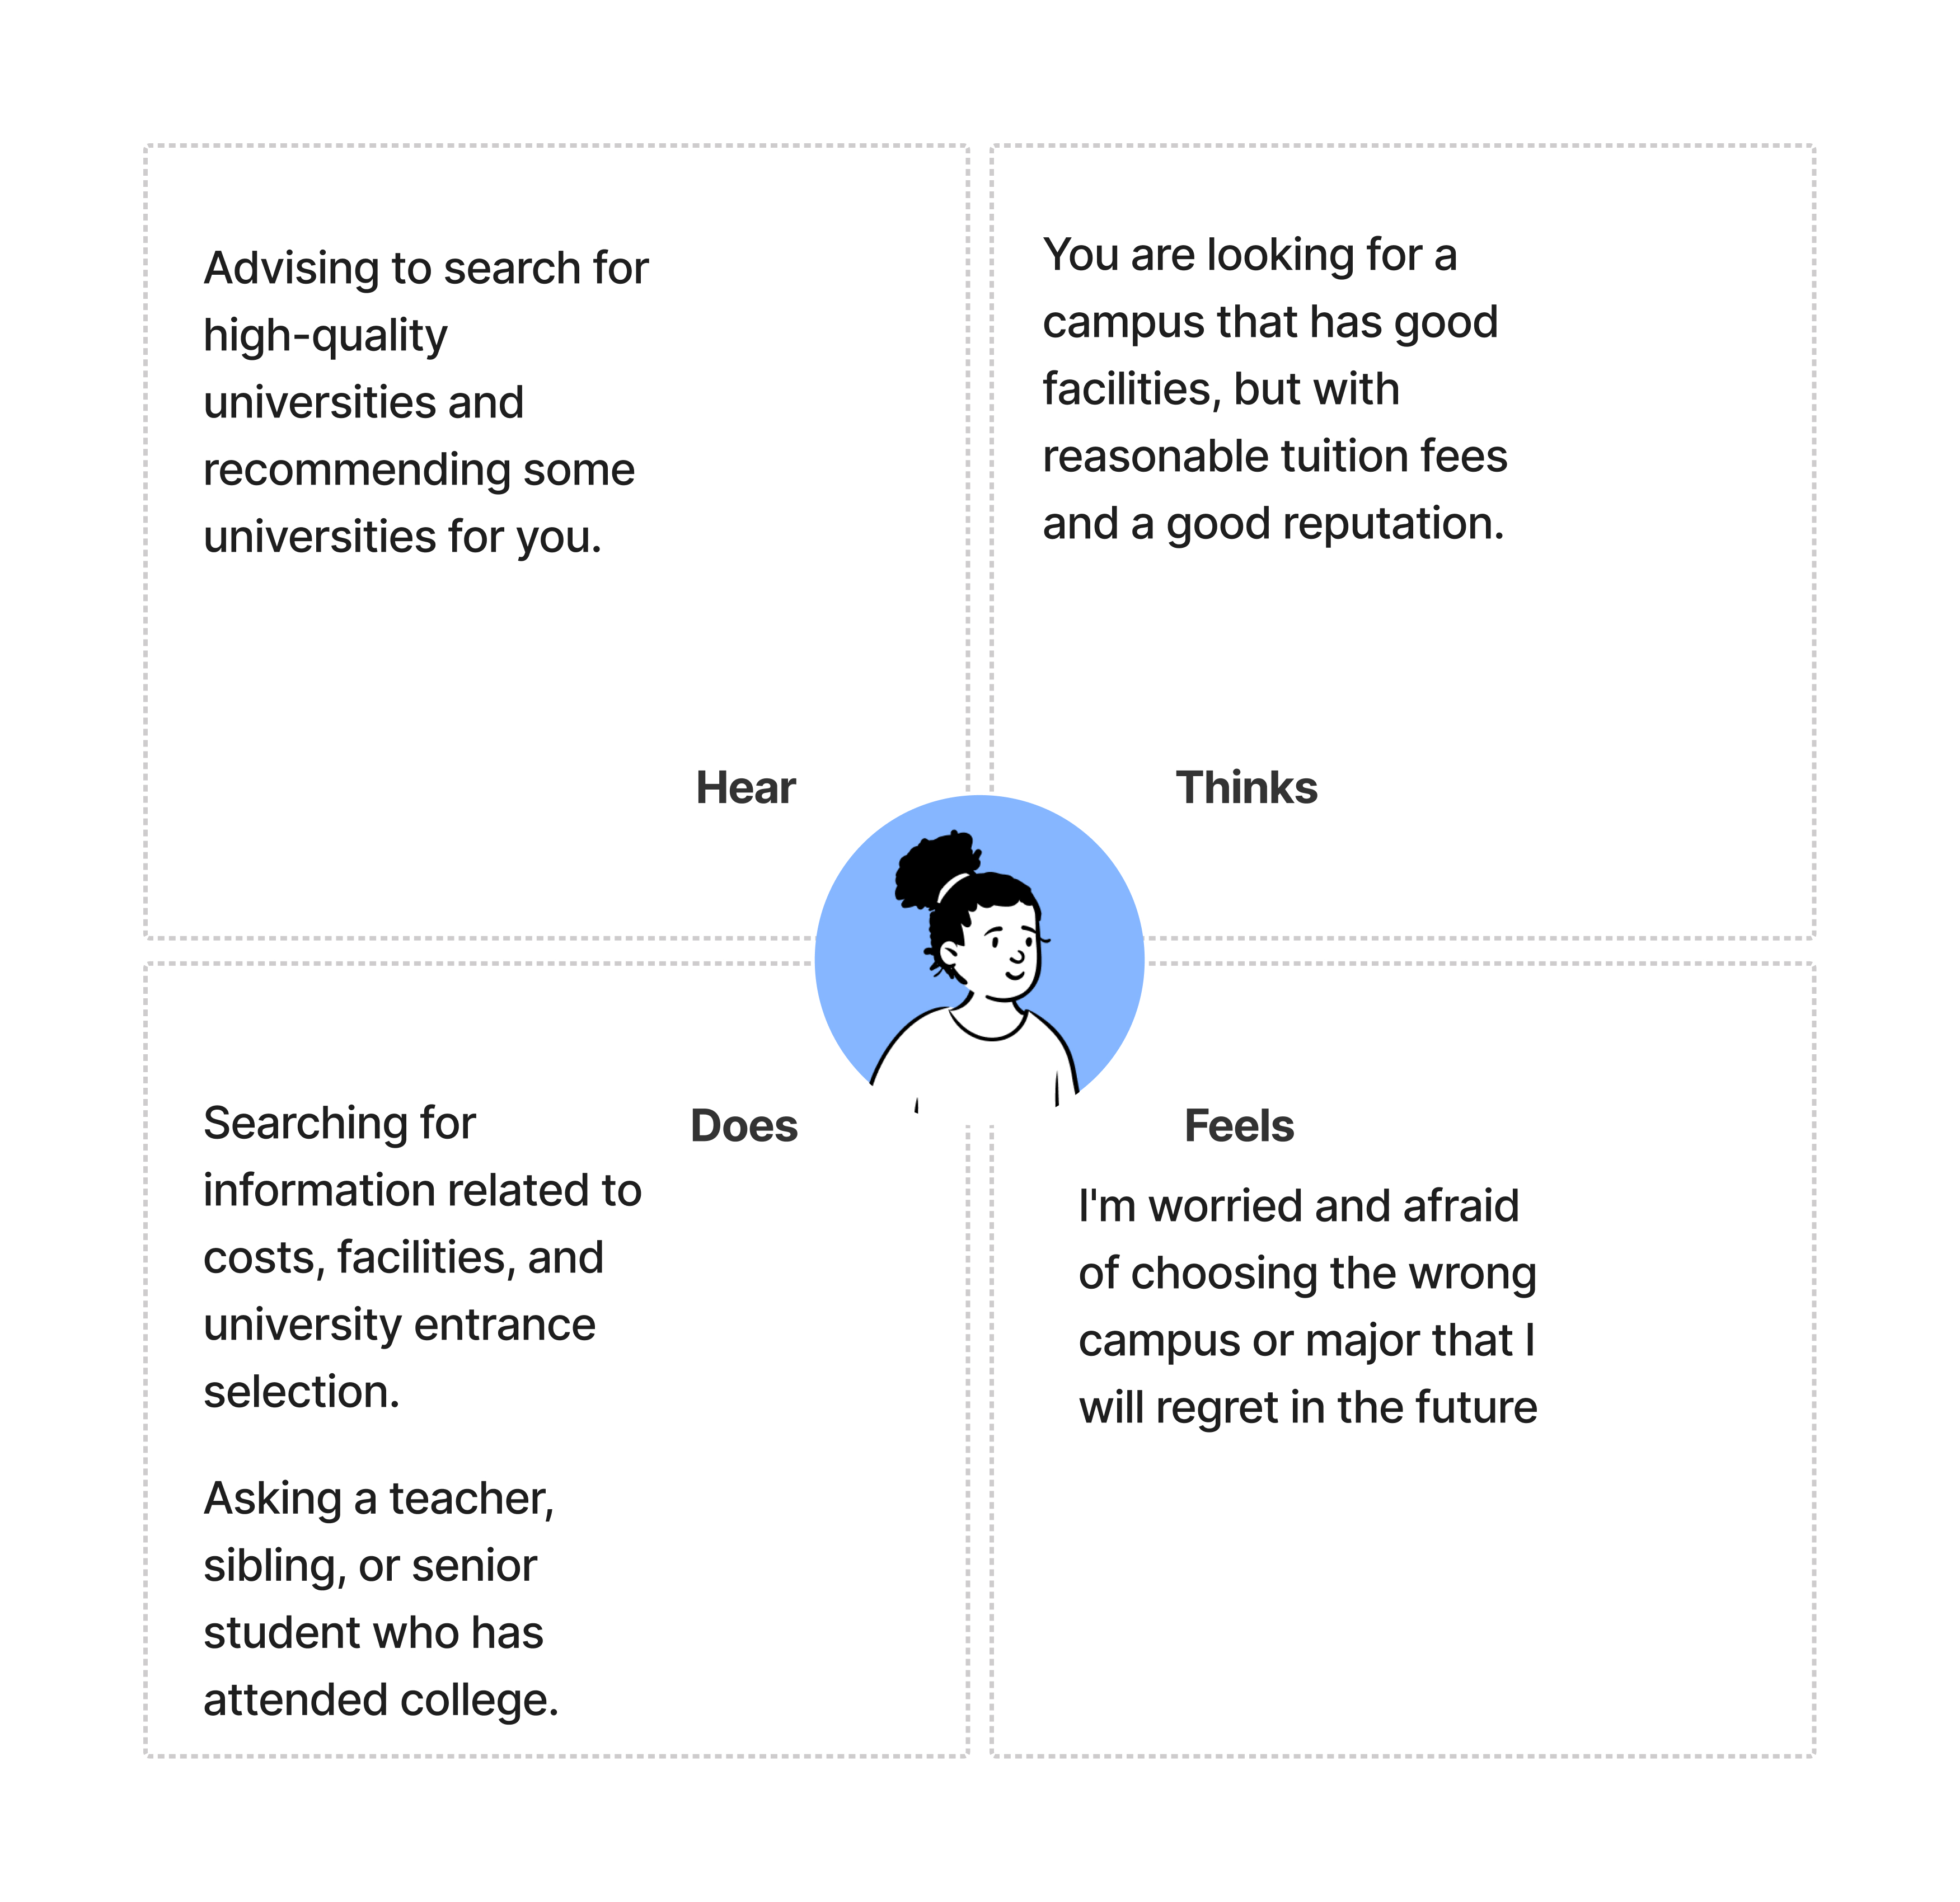 Advising to search for
high-quality
universities and
recommending some
universities for you.
Hear
You are looking for a
campus that has good
facilities, but with
reasonable tuition fees
and a good reputation.
Thinks
Does
Searching for
information related to
costs, facilities, and
university entrance
selection.
Asking a teacher,
sibling, or senior
student who has
attended college.
Feels
I'm worried and afraid
of choosing the wrong
campus or major that I
will regret in the future